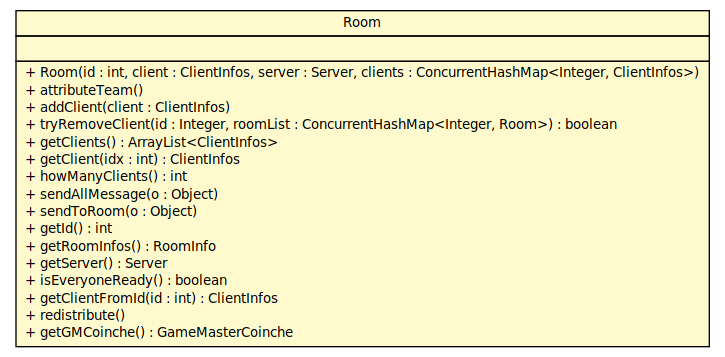 Room
+ Room(id : int, client : ClientInfos, server : Server, clients : ConcurrentHashMap<Integer, ClientInfos>)
+ attributeTeam()
+ addClient(client : ClientInfos)
+ tryRemoveClient(id : Integer, roomList : ConcurrentHashMap<Integer, Room>) : boolean
+ getClients() : ArrayList<ClientInfos>
+ getClient(idx : int) : ClientInfos
+ howManyClients() : int
+ sendAllMessage(o : Object)
+ sendToRoom(o : Object)
+ getId() : int
+ getRoomInfos() : RoomInfo
+ getServer() : Server
+ isEveryoneReady() : boolean
+ getClientFromId(id : int) : ClientInfos
+ redistribute()
+ getGMCoinche() : GameMasterCoinche